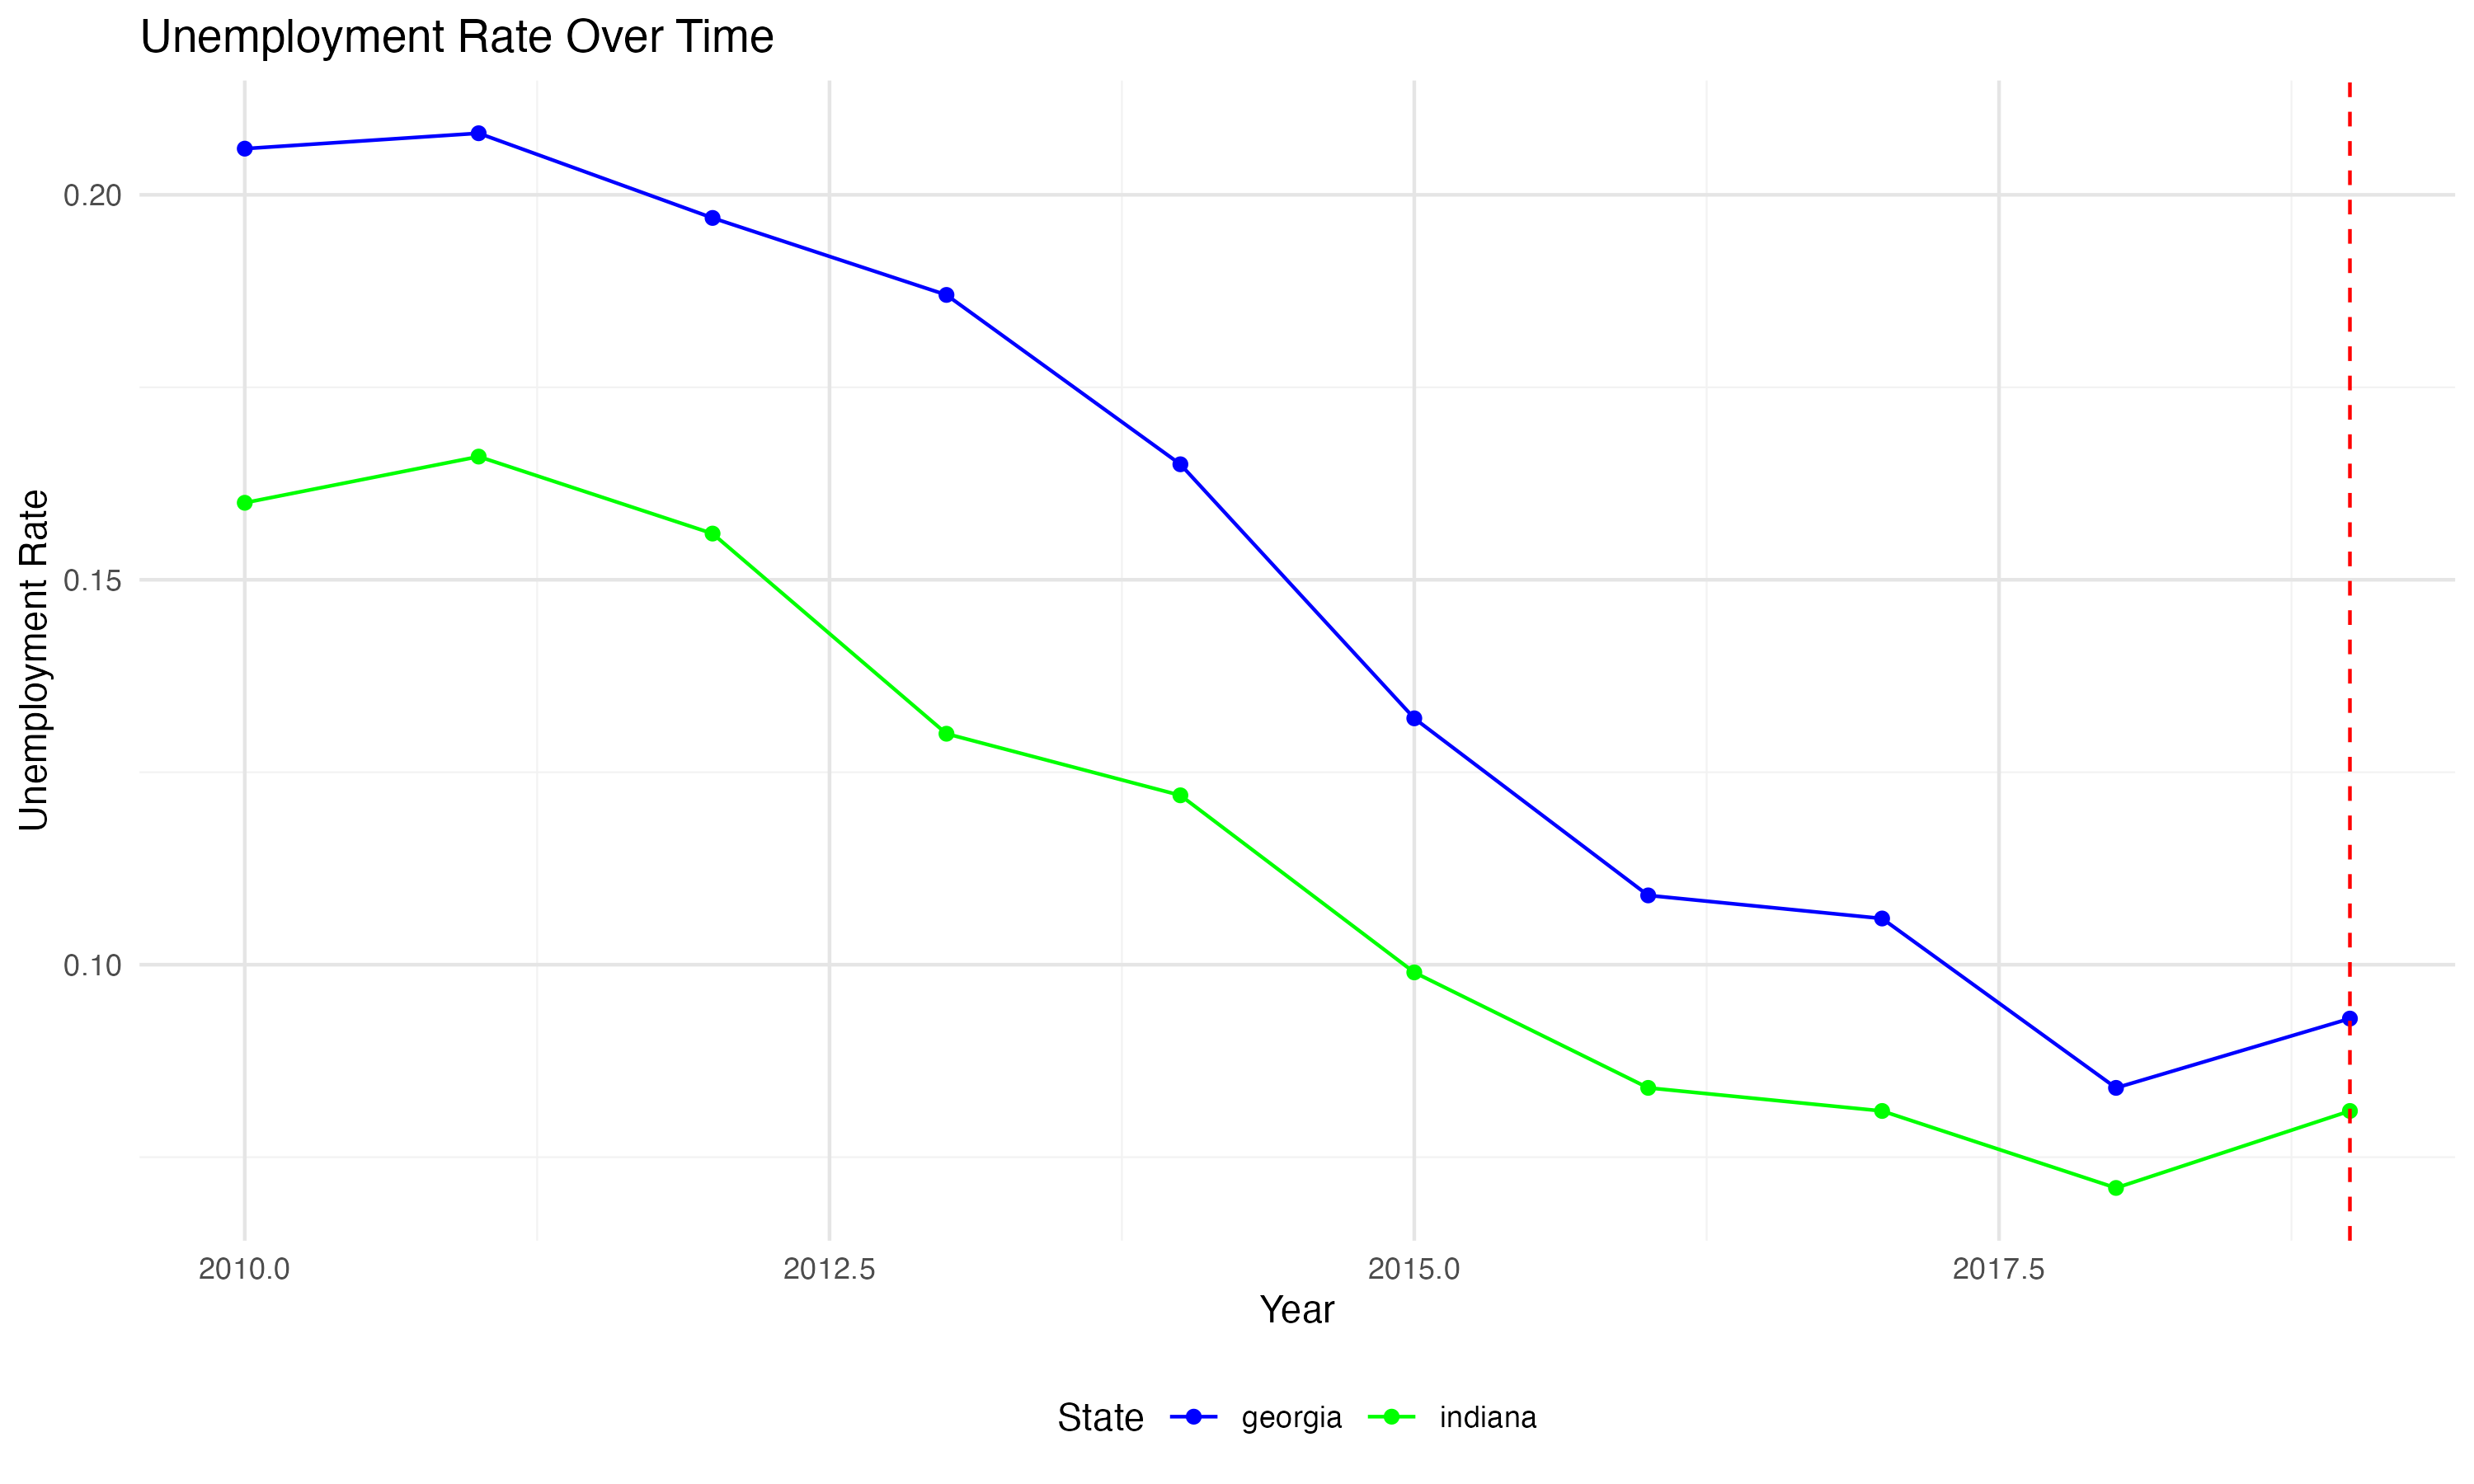 Unemployment Rate Over Time
Unemployment Rate
0.20
0.15
0.10
2010.0 2012.5 2015.0 2017.5
Year
State georgia indiana